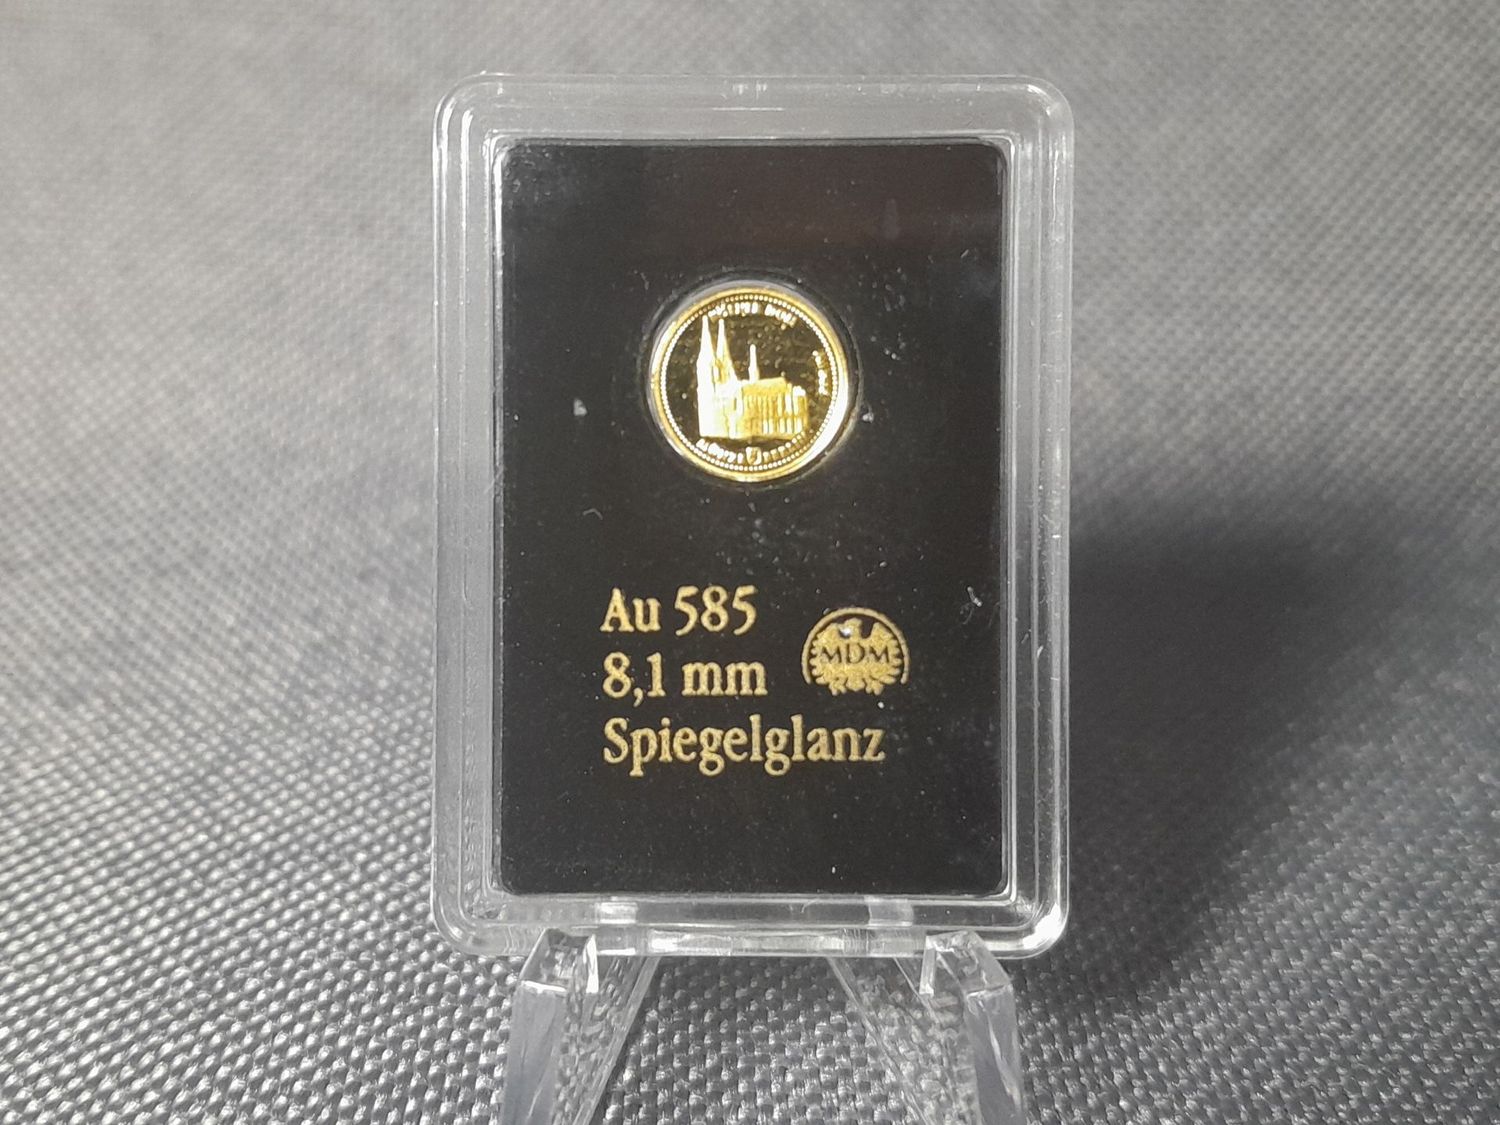 Au 585
8,1 mm
MDM
Spiegelglanz